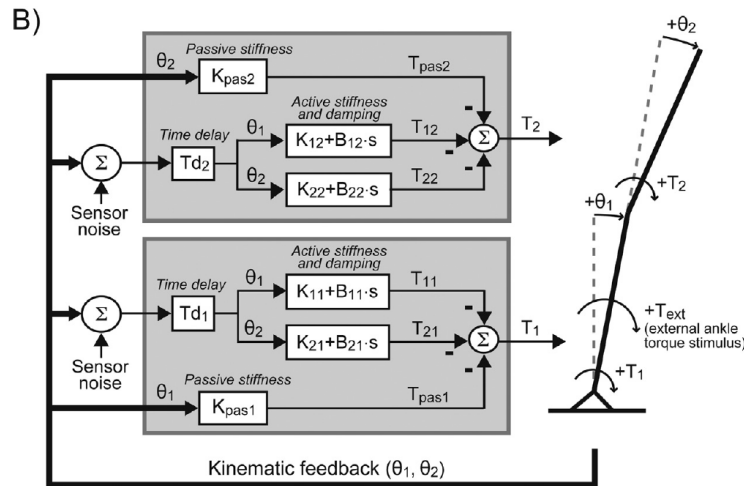 B)
Passive stiffness
θ2
Kpas2
Tpas2
Active stiffness
and damping
Time delay
θ1
K12+B12·s
T12
Σ
T2
Σ
Td2
θ2
K22+B22·s
T22
Sensor
noise
Active stiffness
and damping
Time delay
θ1
K11+B11·s
T11
Σ
Td1
θ2
K21+B21·s
T21
Σ
T1
Sensor
noise
Passive stiffness
θ1
Kpas1
Tpas1
Kinematic feedback (θ1, θ2)
+θ2
+T2
+θ1
+Text
(external ankle
torque stimulus)
+T1